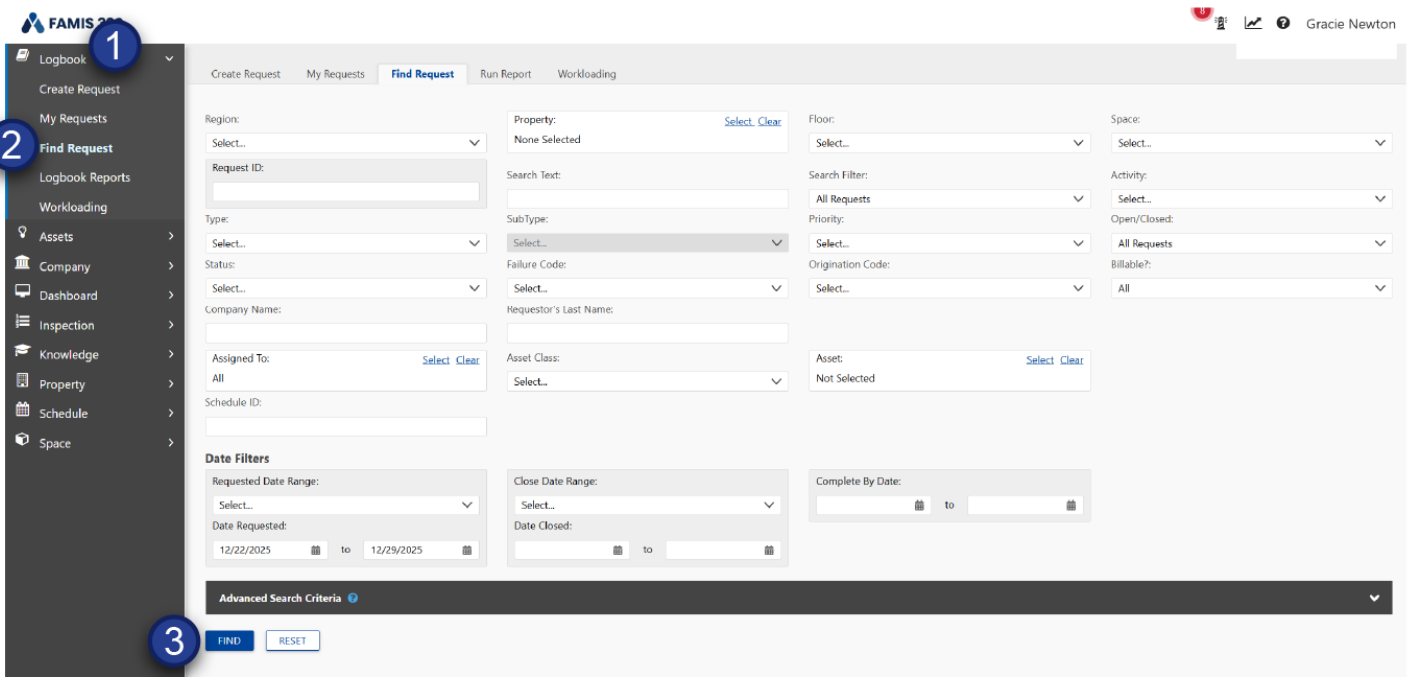 FAMIS
8
Gracie Newton
1
Logbook
Create Request
My Requests
2
Find Request
Logbook Reports
Workloading
Assets
Company
Dashboard
Inspection
Knowledge
Property
Schedule
Space
Create Request My Requests Find Request Run Report Workloading
Region: Property: Select Clear Floor: Space:
Select... None Selected Select... Select...
Request ID: Search Text: Search Filter: Activity:
All Requests Select...
Type: SubType: Priority: Open/Closed:
Select... Select... Select... All Requests
Status: Failure Code: Origination Code: Billable?:
Select... Select... Select... All
Company Name: Requestor's Last Name:
Assigned To: Select Clear Asset Class: Asset: Select Clear
All Select... Not Selected
Schedule ID:
Date Filters
Requested Date Range: Close Date Range: Complete By Date:
Select... Select... to
Date Requested: Date Closed:
12/22/2025 to 12/29/2025 to
Advanced Search Criteria ?
3
FIND RESET